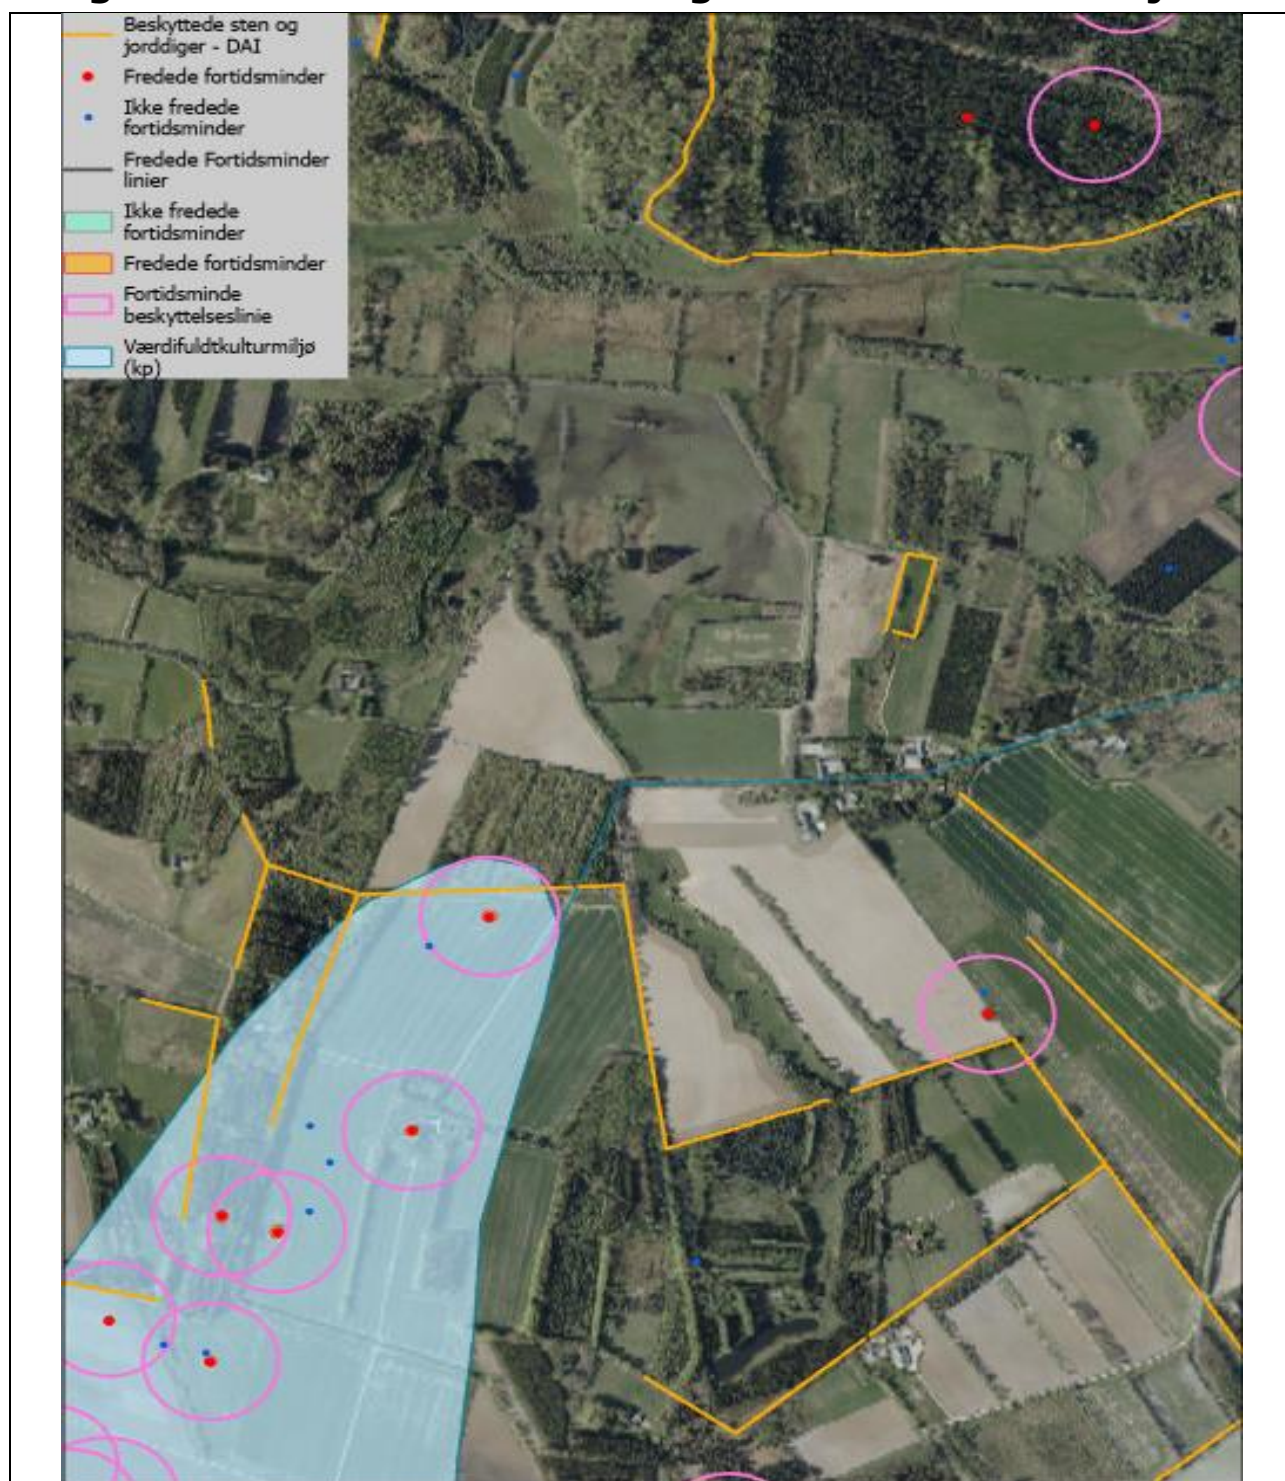 Beskyttede sten og
jorddiger - DAI
Fredede fortidsminder
Ikke fredede
fortidsminder
Fredede Fortidsminder
linier
Ikke fredede
fortidsminder
Fredede fortidsminder
Fortidsminde
beskyttelseslinie
Værdifuldtkulturmiljø
(kp)